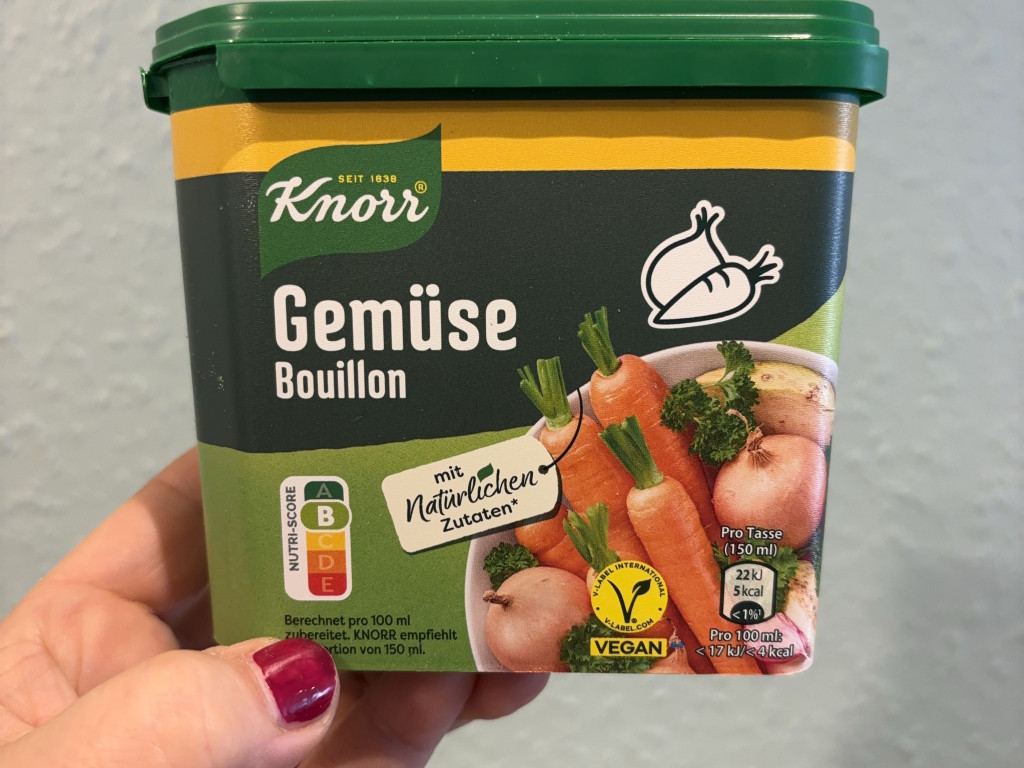 SEIT 1838
Knorr®
Gemüse
Bouillon
mit
Natürlichen
Zutaten*
NUTRI-SCORE
A
B
C
D
E
Berechnet pro 100 ml
zubereitet. KNORR empfiehlt
ortion von 150 ml.
V-LABEL INTERNATIONAL
V-LABEL.COM
VEGAN
Pro Tasse
(150 ml)
22 kJ
5 kcal
< 1%¹
Pro 100 ml:
< 17 kJ/< 4 kcal